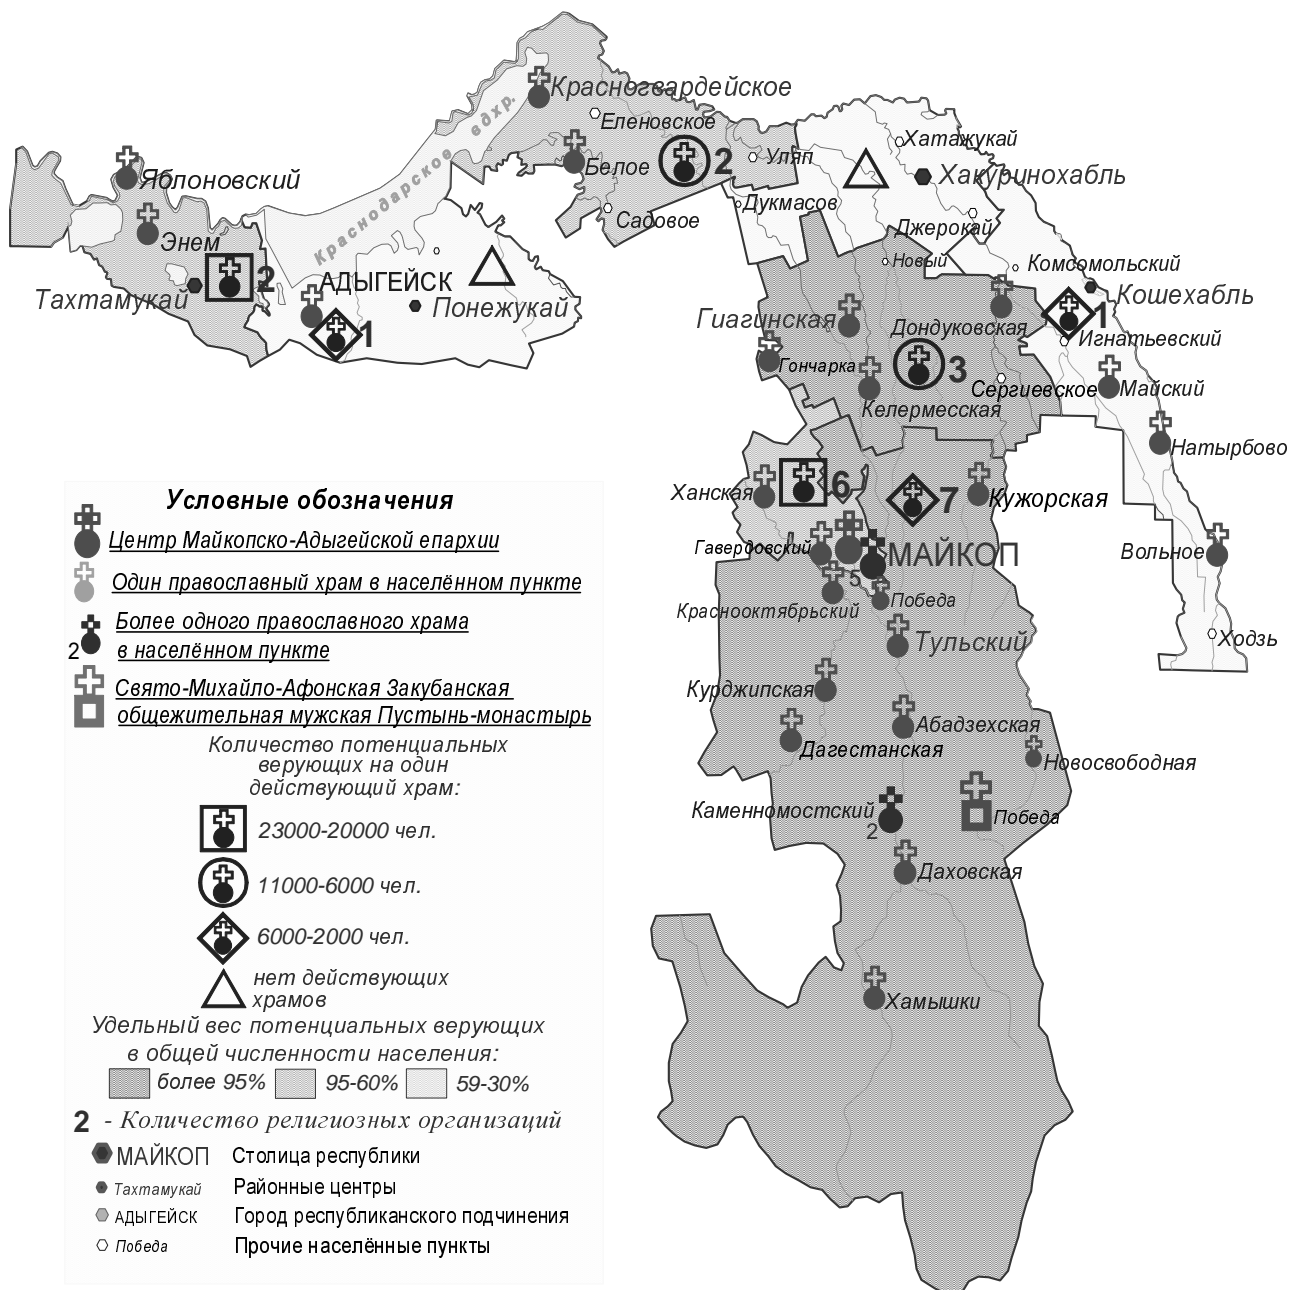 Красногвардейское
Еленовское
Белое
2
Уляп
Садовое
Дукмасов
Хатажукай
Хакуринохабль
Джерокай
Краснодарское вдхр.
Яблоновский
Энем
2
Тахтамукай
АДЫГЕЙСК
Понежукай
1
Новый
Комсомольский
Кошехабль
1
Гиагинская
Дондуковская
Игнатьевский
Гончарка
3
Сергиевское
Майский
Келермесская
Натырбово
Ханская
6
7
Кужорская
Гавердовский
МАЙКОП
5
Вольное
Краснооктябрьский
Победа
Тульский
Ходзь
Курджипская
Абадзехская
Дагестанская
Новосвободная
Каменномостский
2
Победа
Даховская
Хамышки
Условные обозначения
Центр Майкопско-Адыгейской епархии
Один православный храм в населённом пункте
Более одного православного храма
2 в населённом пункте
Свято-Михайло-Афонская Закубанская
общежительная мужская Пустынь-монастырь
Количество потенциальных
верующих на один
действующий храм:
23000-20000 чел.
11000-6000 чел.
6000-2000 чел.
нет действующих
храмов
Удельный вес потенциальных верующих
в общей численности населения:
более 95% 95-60% 59-30%
2 - Количество религиозных организаций
МАЙКОП Столица республики
Тахтамукай Районные центры
АДЫГЕЙСК Город республиканского подчинения
Победа Прочие населённые пункты